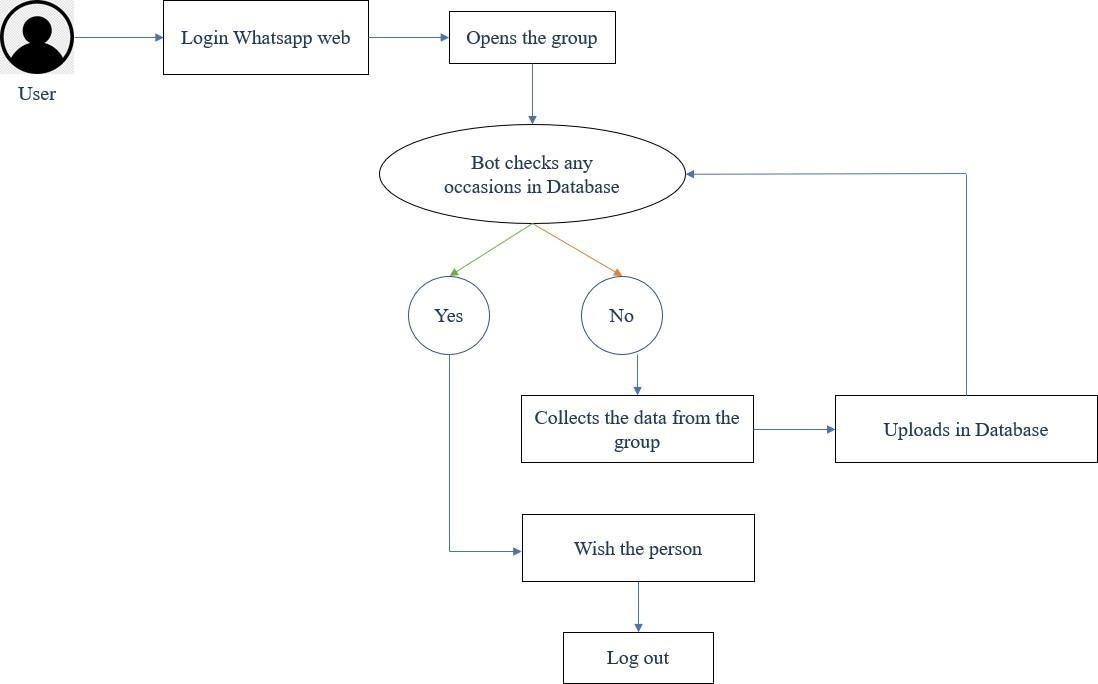 Login Whatsapp web
Opens the group
User
Bot checks any
occasions in Database
Yes
No
Collects the data from the
group
Uploads in Database
Wish the person
Log out